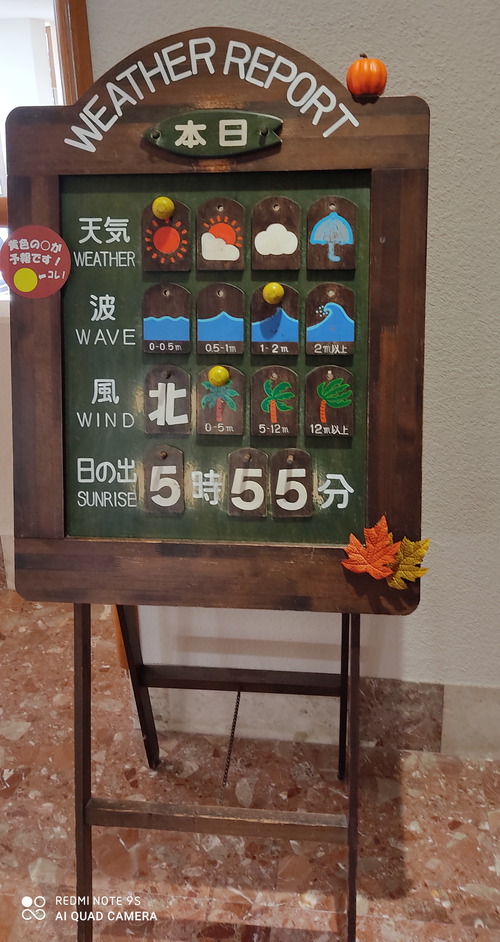 WEATHER REPORT
本日
天気
WEATHER
黄色の○が
予報です!
←コレ!
波
WAVE
0-0.5m 0.5-1m 1-2m 2m以上
風
WIND
北 0-5m 5-12m 12m以上
日の出 5時55分
SUNRISE
REDMI NOTE 9S
AI QUAD CAMERA